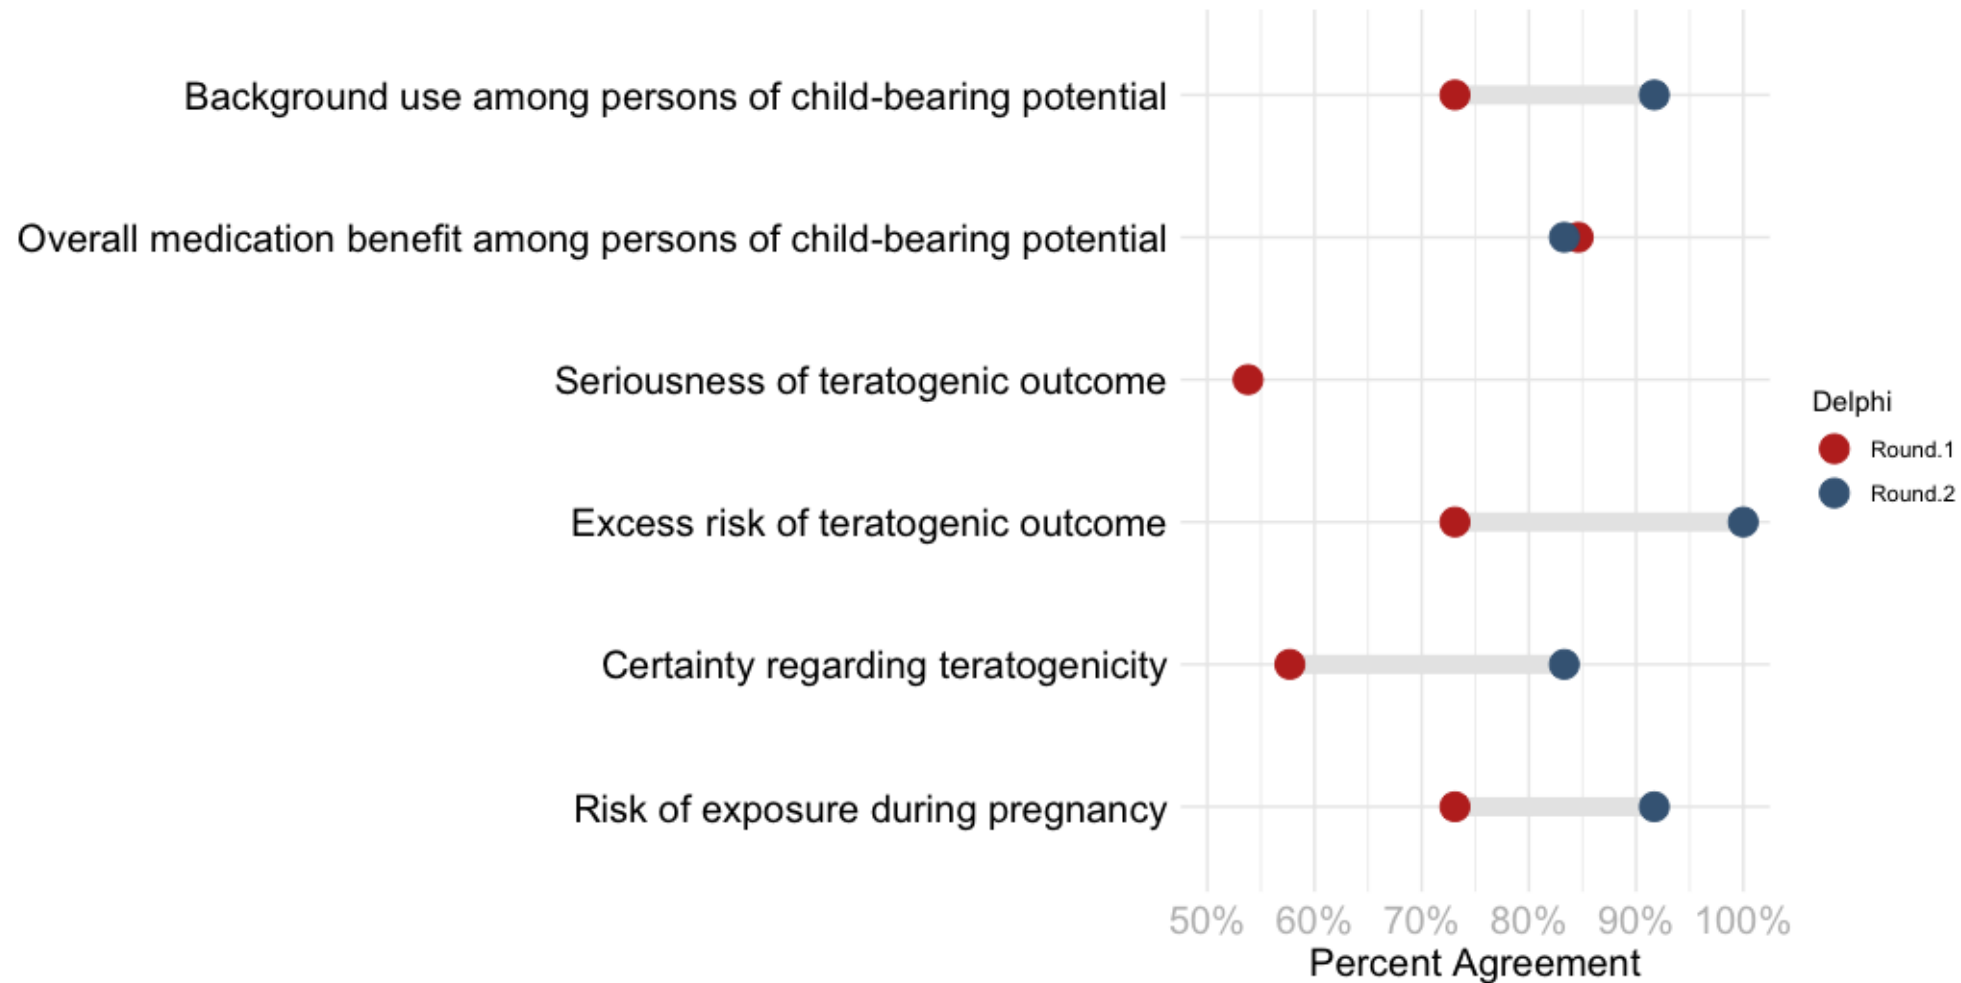 Background use among persons of child-bearing potential
Overall medication benefit among persons of child-bearing potential
Seriousness of teratogenic outcome
Excess risk of teratogenic outcome
Certainty regarding teratogenicity
Risk of exposure during pregnancy
Delphi
Round.1
Round.2
50% 60% 70% 80% 90% 100%
Percent Agreement